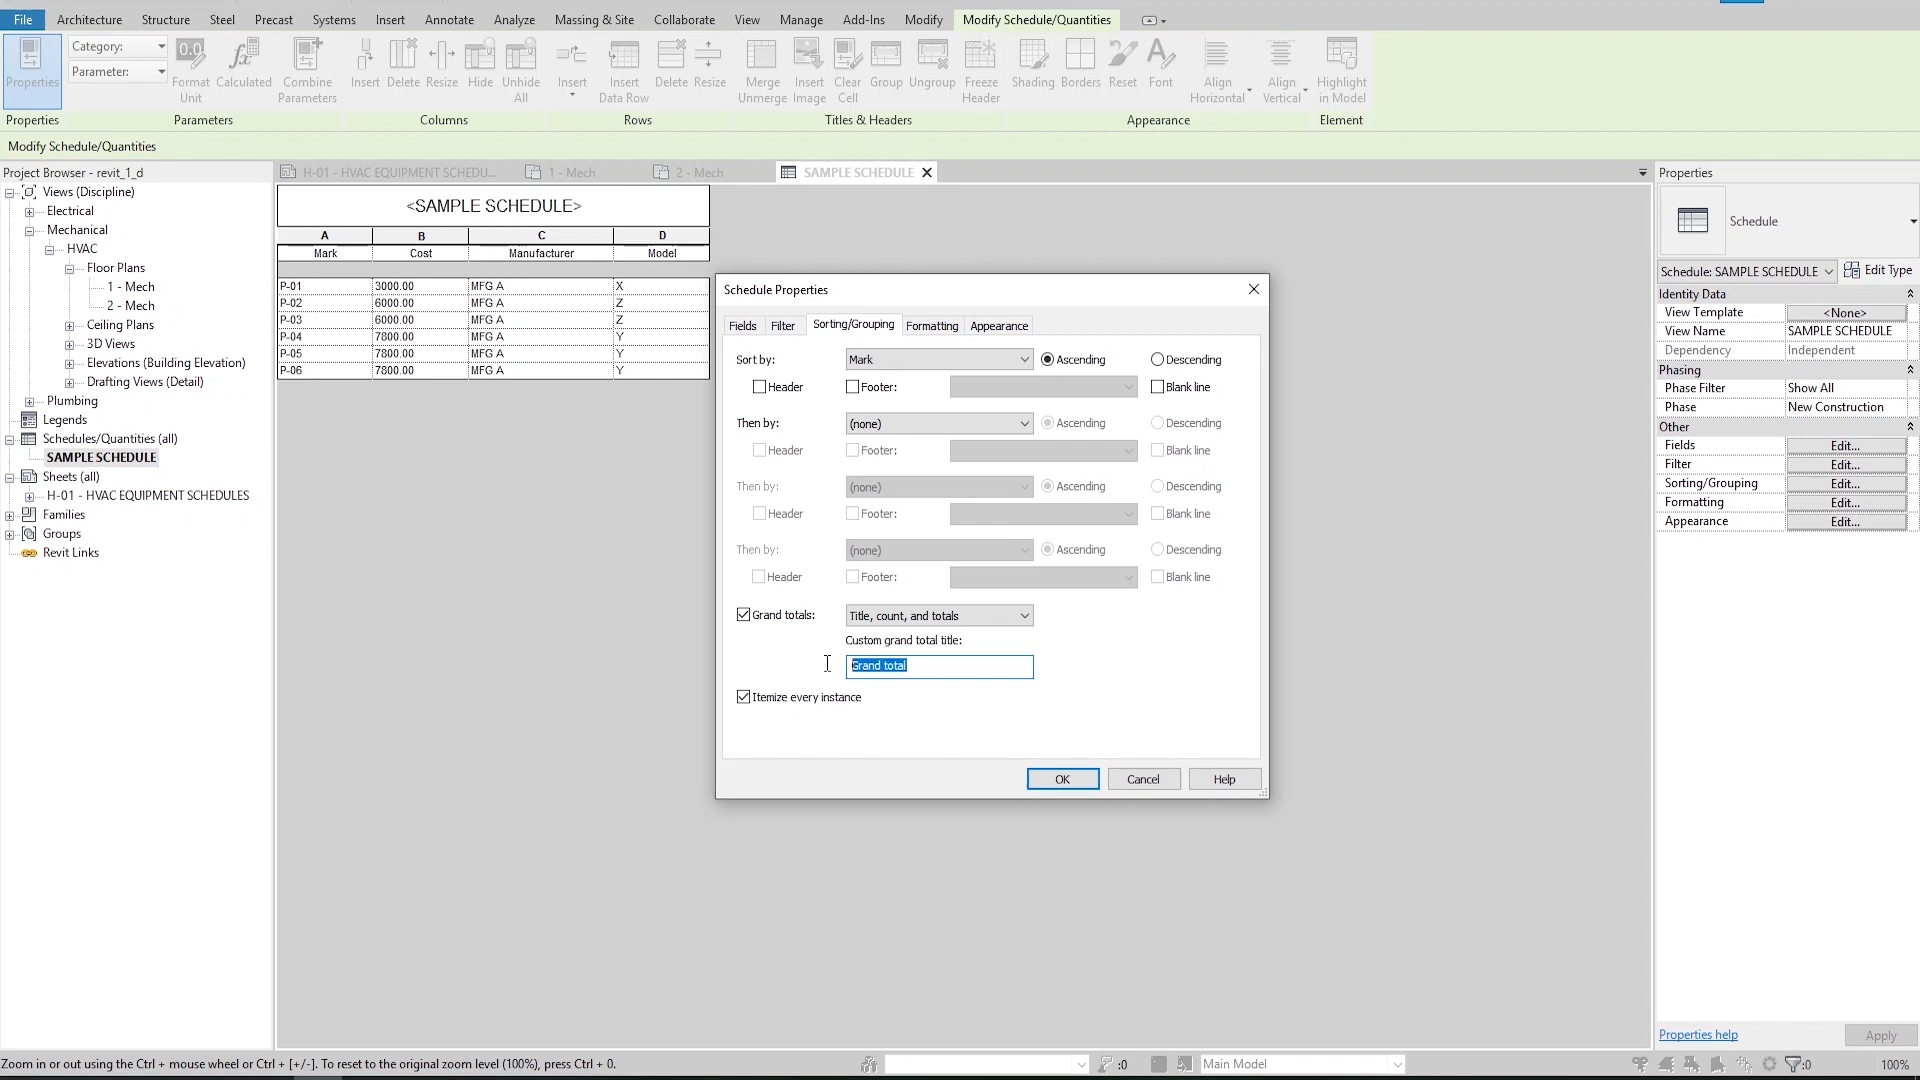 File Architecture Structure Steel Precast Systems Insert Annotate Analyze Massing & Site Collaborate View Manage Add-Ins Modify Modify Schedule/Quantities
Properties
Category:
Parameter:
0.0
Format
Unit
Calculated
Combine
Parameters
Insert
Delete
Resize
Hide
Unhide
All
Insert
Insert
Data Row
Delete
Resize
Merge
Unmerge
Insert
Image
Clear
Cell
Group
Ungroup
Freeze
Header
Shading
Borders
Reset
Font
Align
Horizontal
Align
Vertical
Highlight
in Model
Properties Parameters Columns Rows Titles & Headers Appearance Element
Modify Schedule/Quantities
Project Browser - revit_1_d
Views (Discipline)
Electrical
Mechanical
HVAC
Floor Plans
1 - Mech
2 - Mech
Ceiling Plans
3D Views
Elevations (Building Elevation)
Drafting Views (Detail)
Plumbing
Legends
Schedules/Quantities (all)
SAMPLE SCHEDULE
Sheets (all)
H-01 - HVAC EQUIPMENT SCHEDULES
Families
Groups
Revit Links
H-01 - HVAC EQUIPMENT SCHEDU... 1 - Mech 2 - Mech SAMPLE SCHEDULE
<SAMPLE SCHEDULE>
A B C D
Mark Cost Manufacturer Model
P-01 3000.00 MFG A X
P-02 6000.00 MFG A Z
P-03 6000.00 MFG A Z
P-04 7800.00 MFG A Y
P-05 7800.00 MFG A Y
P-06 7800.00 MFG A Y
Schedule Properties
Fields Filter Sorting/Grouping Formatting Appearance
Sort by: Mark Ascending Descending
Header Footer: Blank line
Then by: (none) Ascending Descending
Header Footer: Blank line
Then by: (none) Ascending Descending
Header Footer: Blank line
Then by: (none) Ascending Descending
Header Footer: Blank line
Grand totals: Title, count, and totals
Custom grand total title:
Grand total
Itemize every instance
OK Cancel Help
Properties
Schedule
Schedule: SAMPLE SCHEDULE Edit Type
Identity Data
View Template <None>
View Name SAMPLE SCHEDULE
Dependency Independent
Phasing
Phase Filter Show All
Phase New Construction
Other
Fields Edit...
Filter Edit...
Sorting/Grouping Edit...
Formatting Edit...
Appearance Edit...
Properties help Apply
Zoom in or out using the Ctrl + mouse wheel or Ctrl + [+/-]. To reset to the original zoom level (100%), press Ctrl + 0. :0 Main Model :0 100%